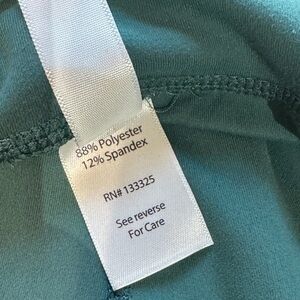 88% Polyester
12% Spandex
RN# 133325
See reverse
For Care